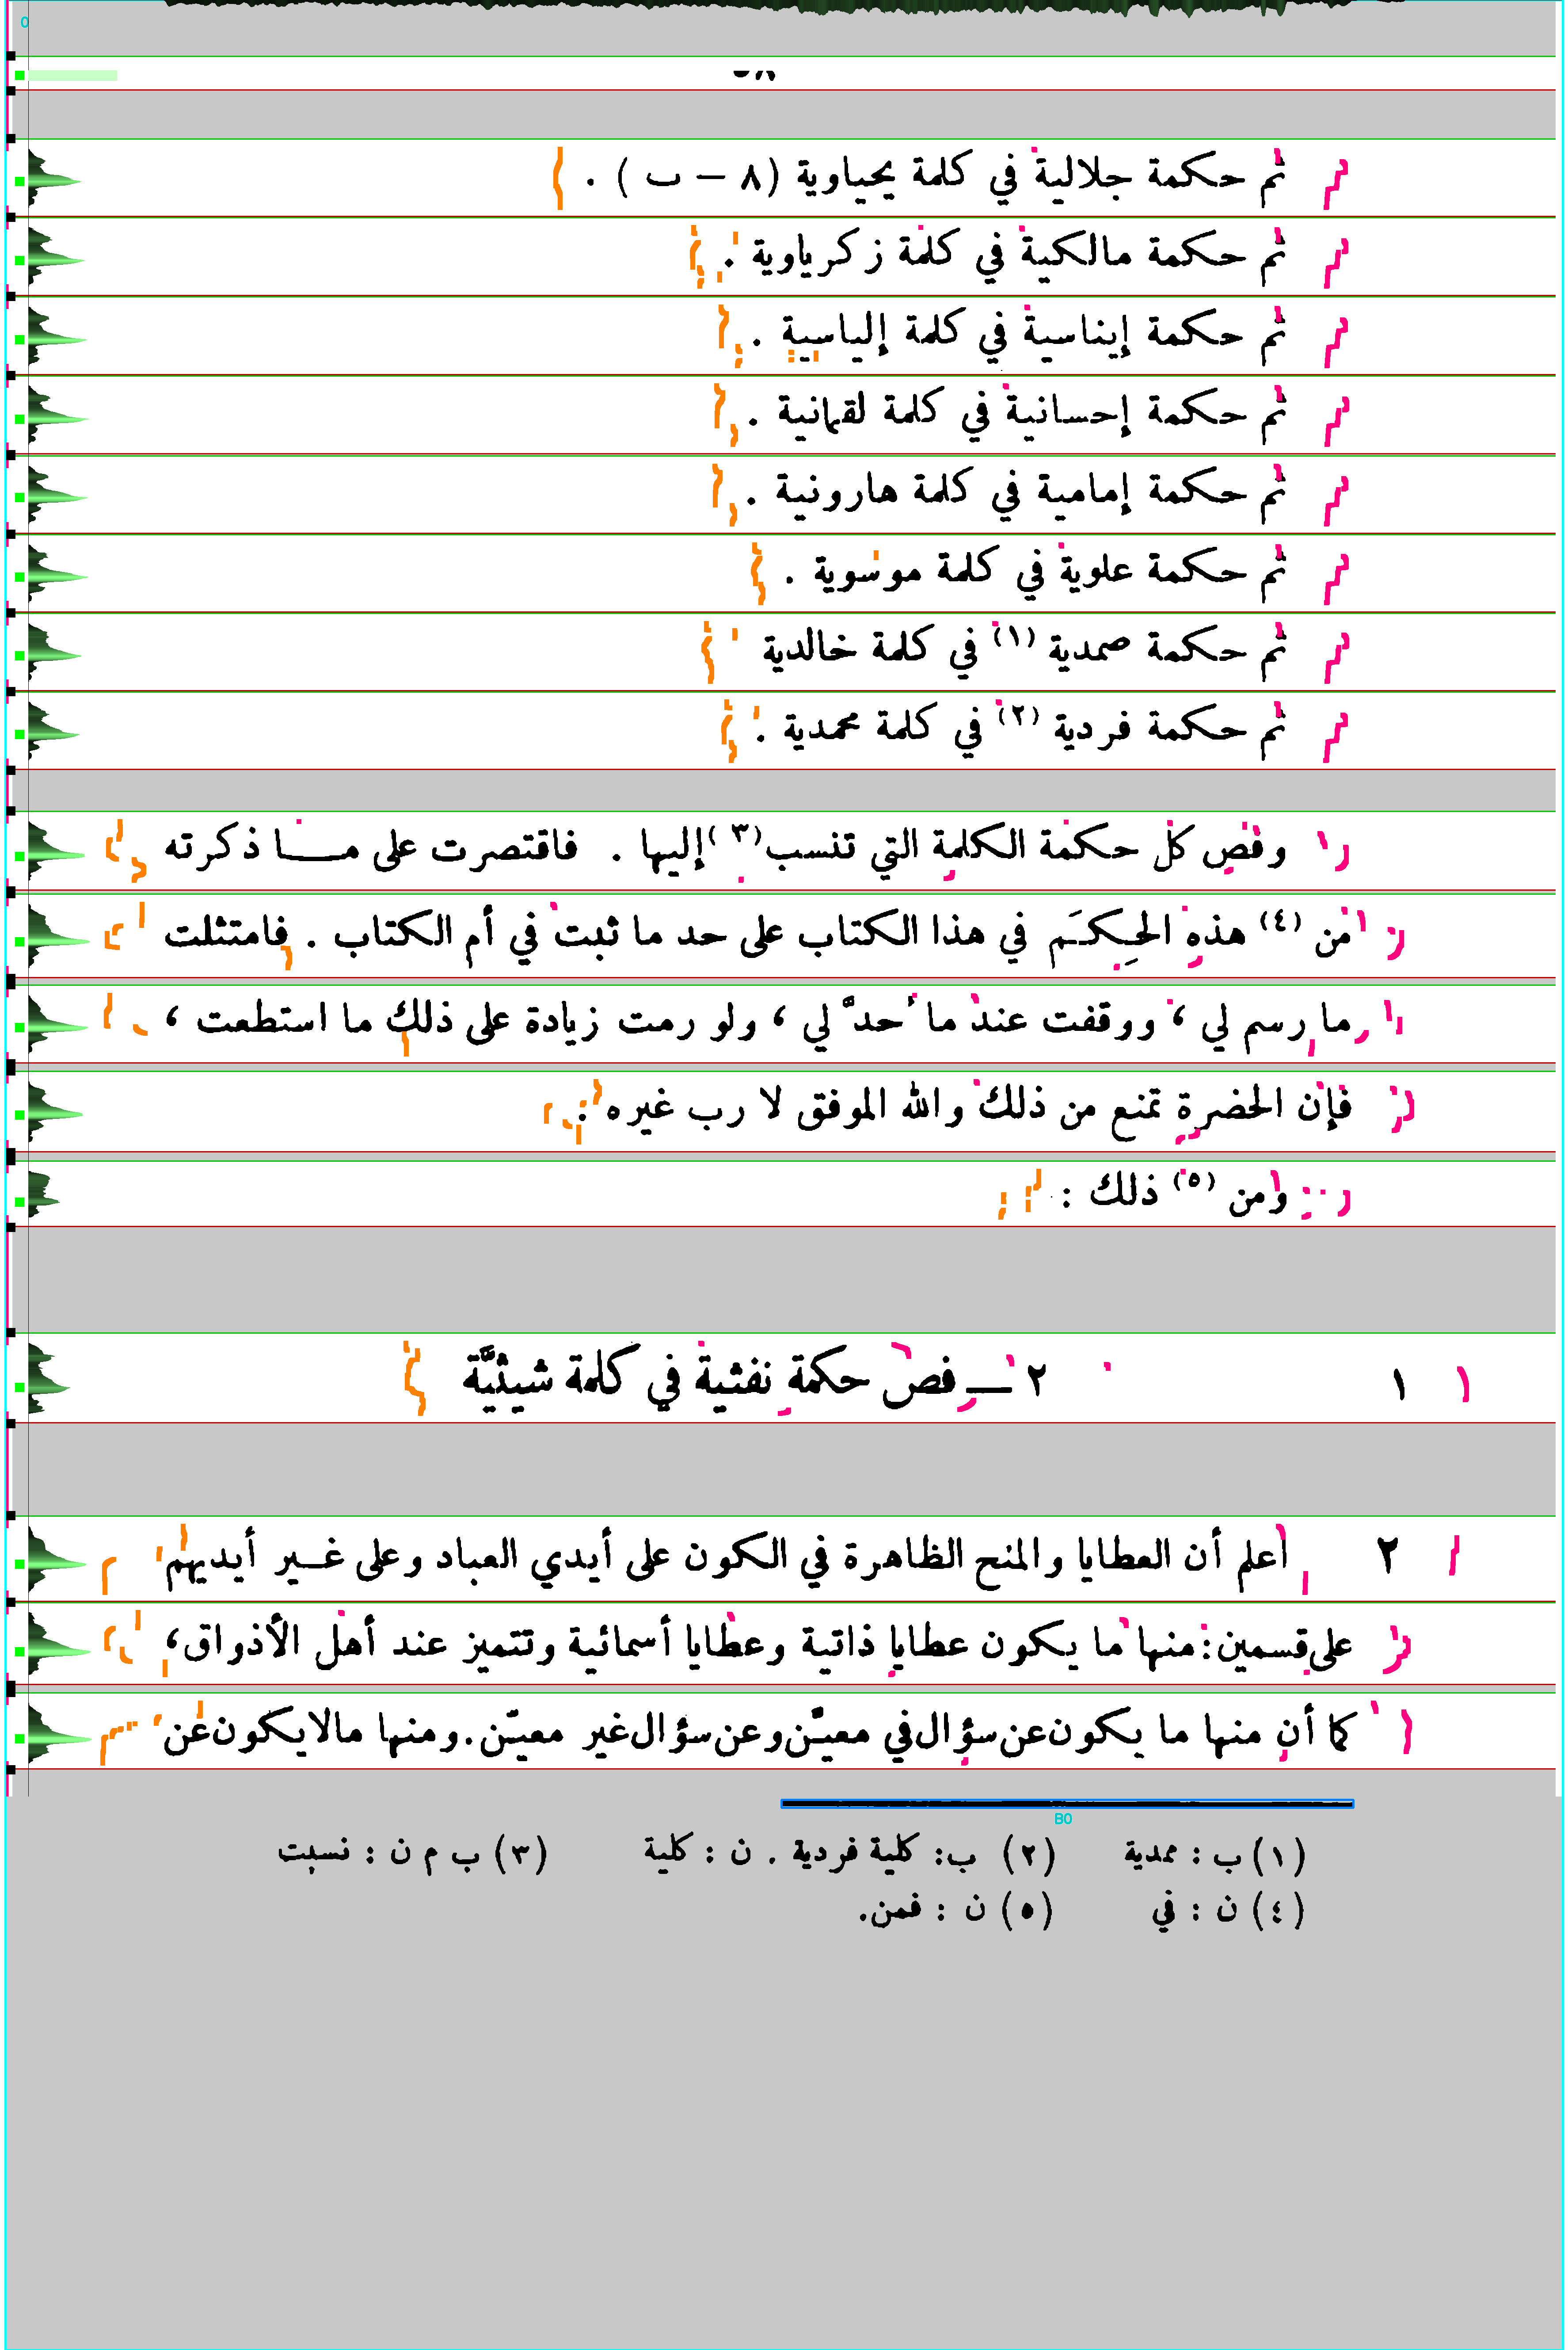 ثم حكمة جلالية في كلمة يحياوية (٨ – ب ) .
ثم حكمة مالكية في كلمة زكرياوية .
ثم حكمة إيناسية في كلمة إلياسية .
ثم حكمة إحسانية في كلمة لقمانية .
ثم حكمة إمامية في كلمة هارونية .
ثم حكمة علوية في كلمة موسوية .
ثم حكمة صمدية (١) في كلمة خالدية
ثم حكمة فردية (٢) في كلمة محمدية .
وفص كل حكمة الكلمة التي تنسب(٣) إليها . فاقتصرت على مـــا ذكرته
من (٤) هذه الحِكَم في هذا الكتاب على حد ما ثبت في أم الكتاب . فامتثلت
ما رسم لي ، ووقفت عند ما ُحدَّ لي ، ولو رمت زيادة على ذلك ما استطعت ،
فإن الحضرة تمنع من ذلك والله الموفق لا رب غيره .
ومن (٥) ذلك :
١ ٢ — فص حكمة نفثية في كلمة شيثيَّة
٢ أعلم أن العطايا والمنح الظاهرة في الكون على أيدي العباد وعلى غـير أيديهم
على قسمين : منها ما يكون عطايا ذاتية وعطايا أسمائية وتتميز عند أهل الأذواق ،
كما أن منها ما يكون عن سؤال في معيَّن وعن سؤال غير معيّن . ومنها ما لا يكون عن
(١) ب : ممدية (٢) ب: كلية فردية . ن : كلية (٣) ب م ن : نسبت
(٤) ن : في (٥) ن : فمن.